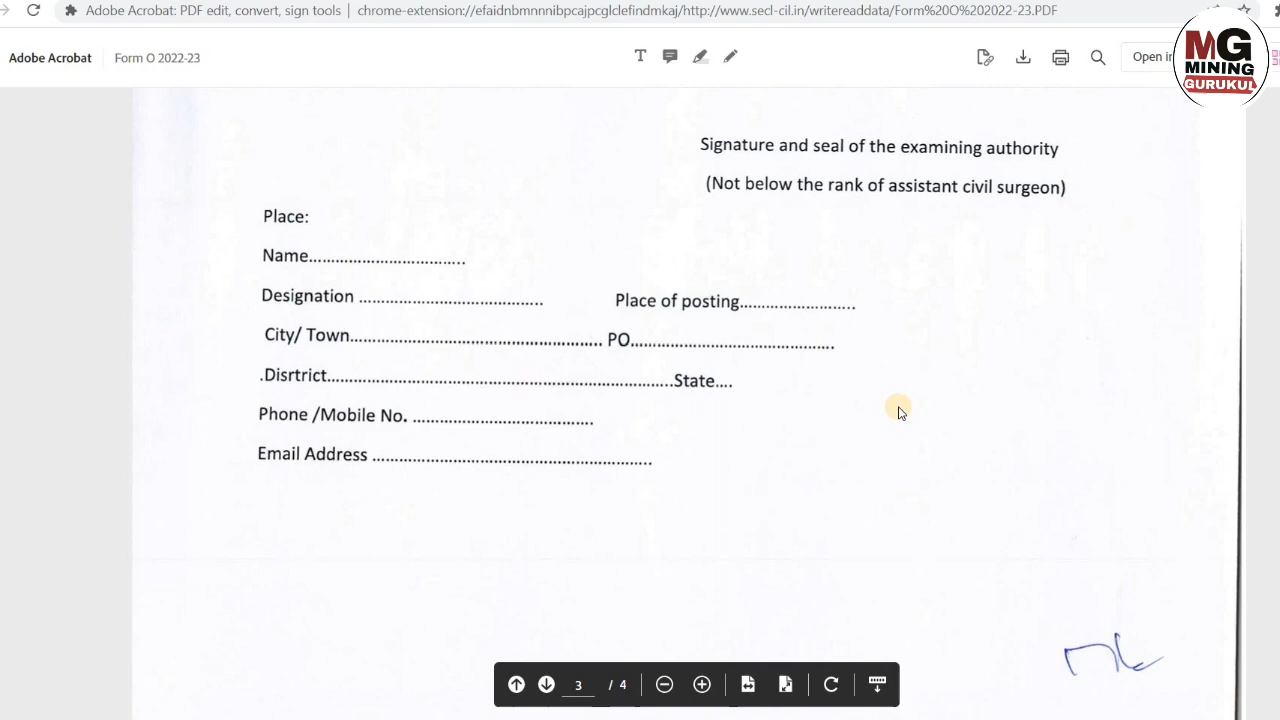 Adobe Acrobat: PDF edit, convert, sign tools | chrome-extension://efaidnbmnnnibpcajpcglclefindmkaj/http://www.secl-cil.in/writereaddata/Form%20O%202022-23.PDF
Adobe Acrobat Form O 2022-23
Open in
MG
MINING
GURUKUL
Signature and seal of the examining authority
(Not below the rank of assistant civil surgeon)
Place:
Name..............................
Designation ................................... Place of posting......................
City/ Town................................................ PO.......................................
.Disrtrict..................................................................State....
Phone /Mobile No. ..................................
Email Address .....................................................
3 / 4